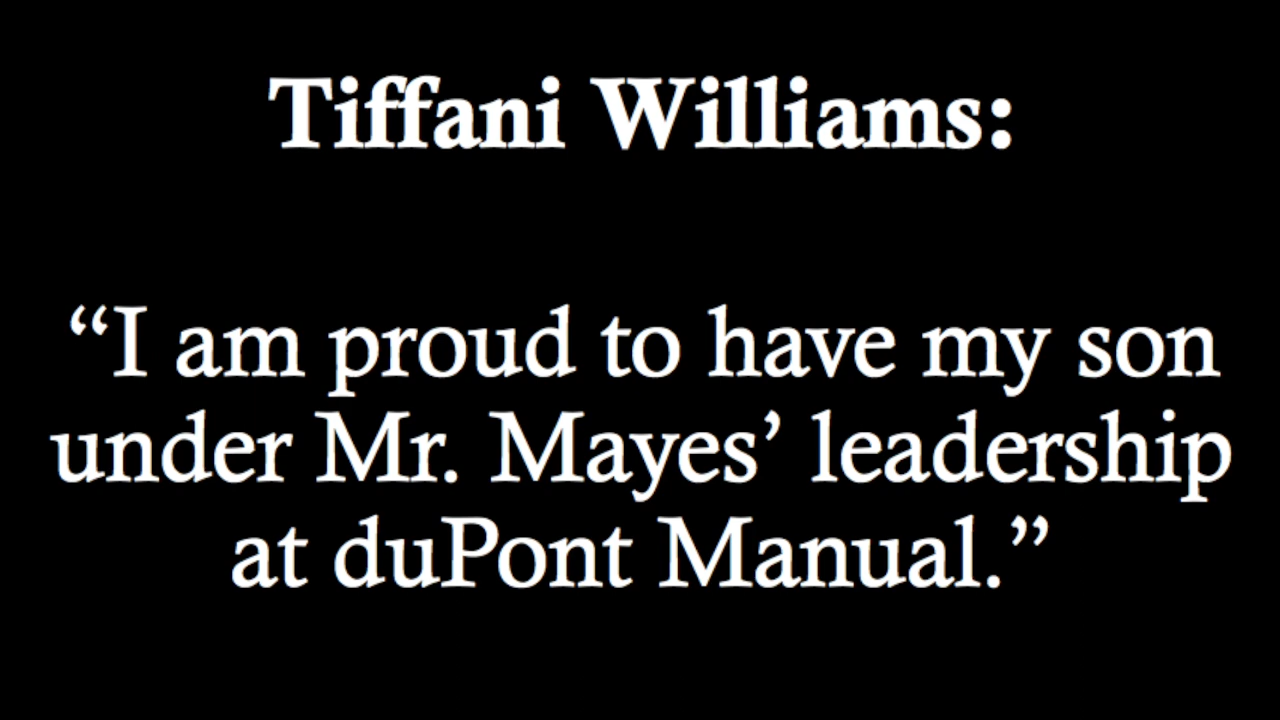 Tiffani Williams:
“I am proud to have my son
under Mr. Mayes’ leadership
at duPont Manual.”